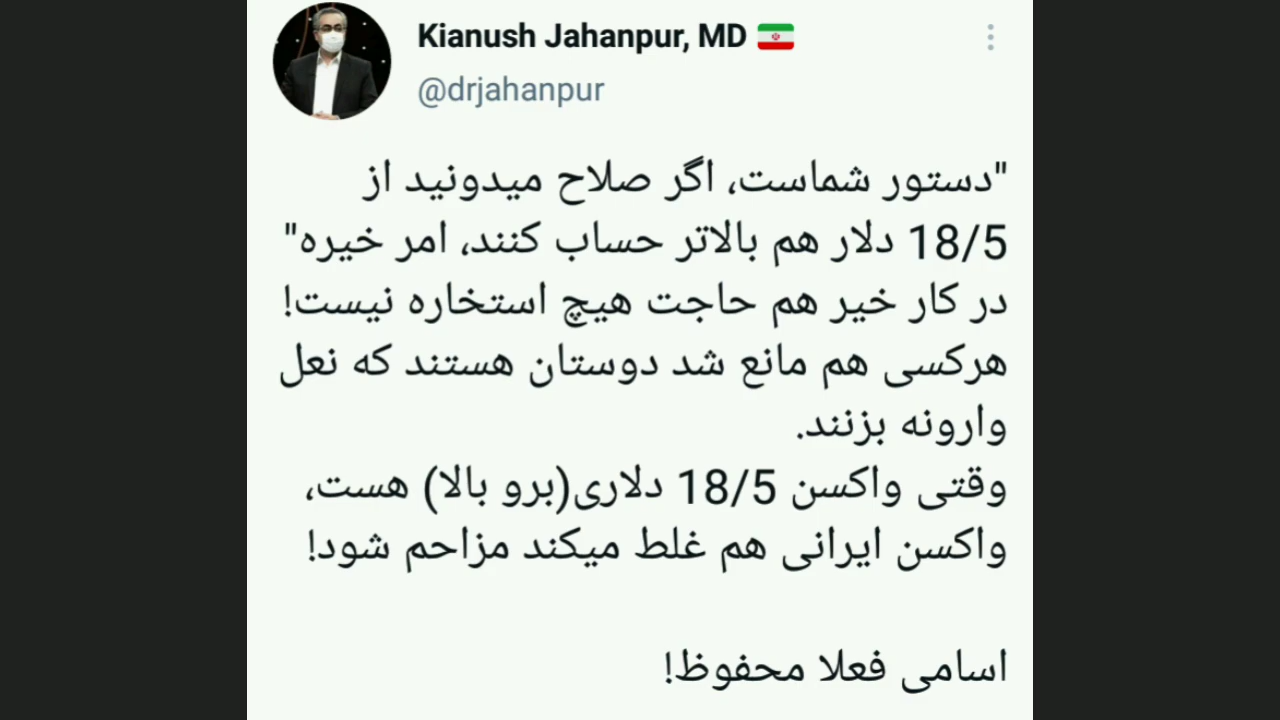 Kianush Jahanpur, MD
@drjahanpur
"دستور شماست، اگر صلاح میدونید از
18/5 دلار هم بالاتر حساب کنند، امر خیره"
در کار خیر هم حاجت هیچ استخاره نیست!
هرکسی هم مانع شد دوستان هستند که نعل
وارونه بزنند.
وقتی واکسن 18/5 دلاری(برو بالا) هست،
واکسن ایرانی هم غلط میکند مزاحم شود!
اسامی فعلا محفوظ!